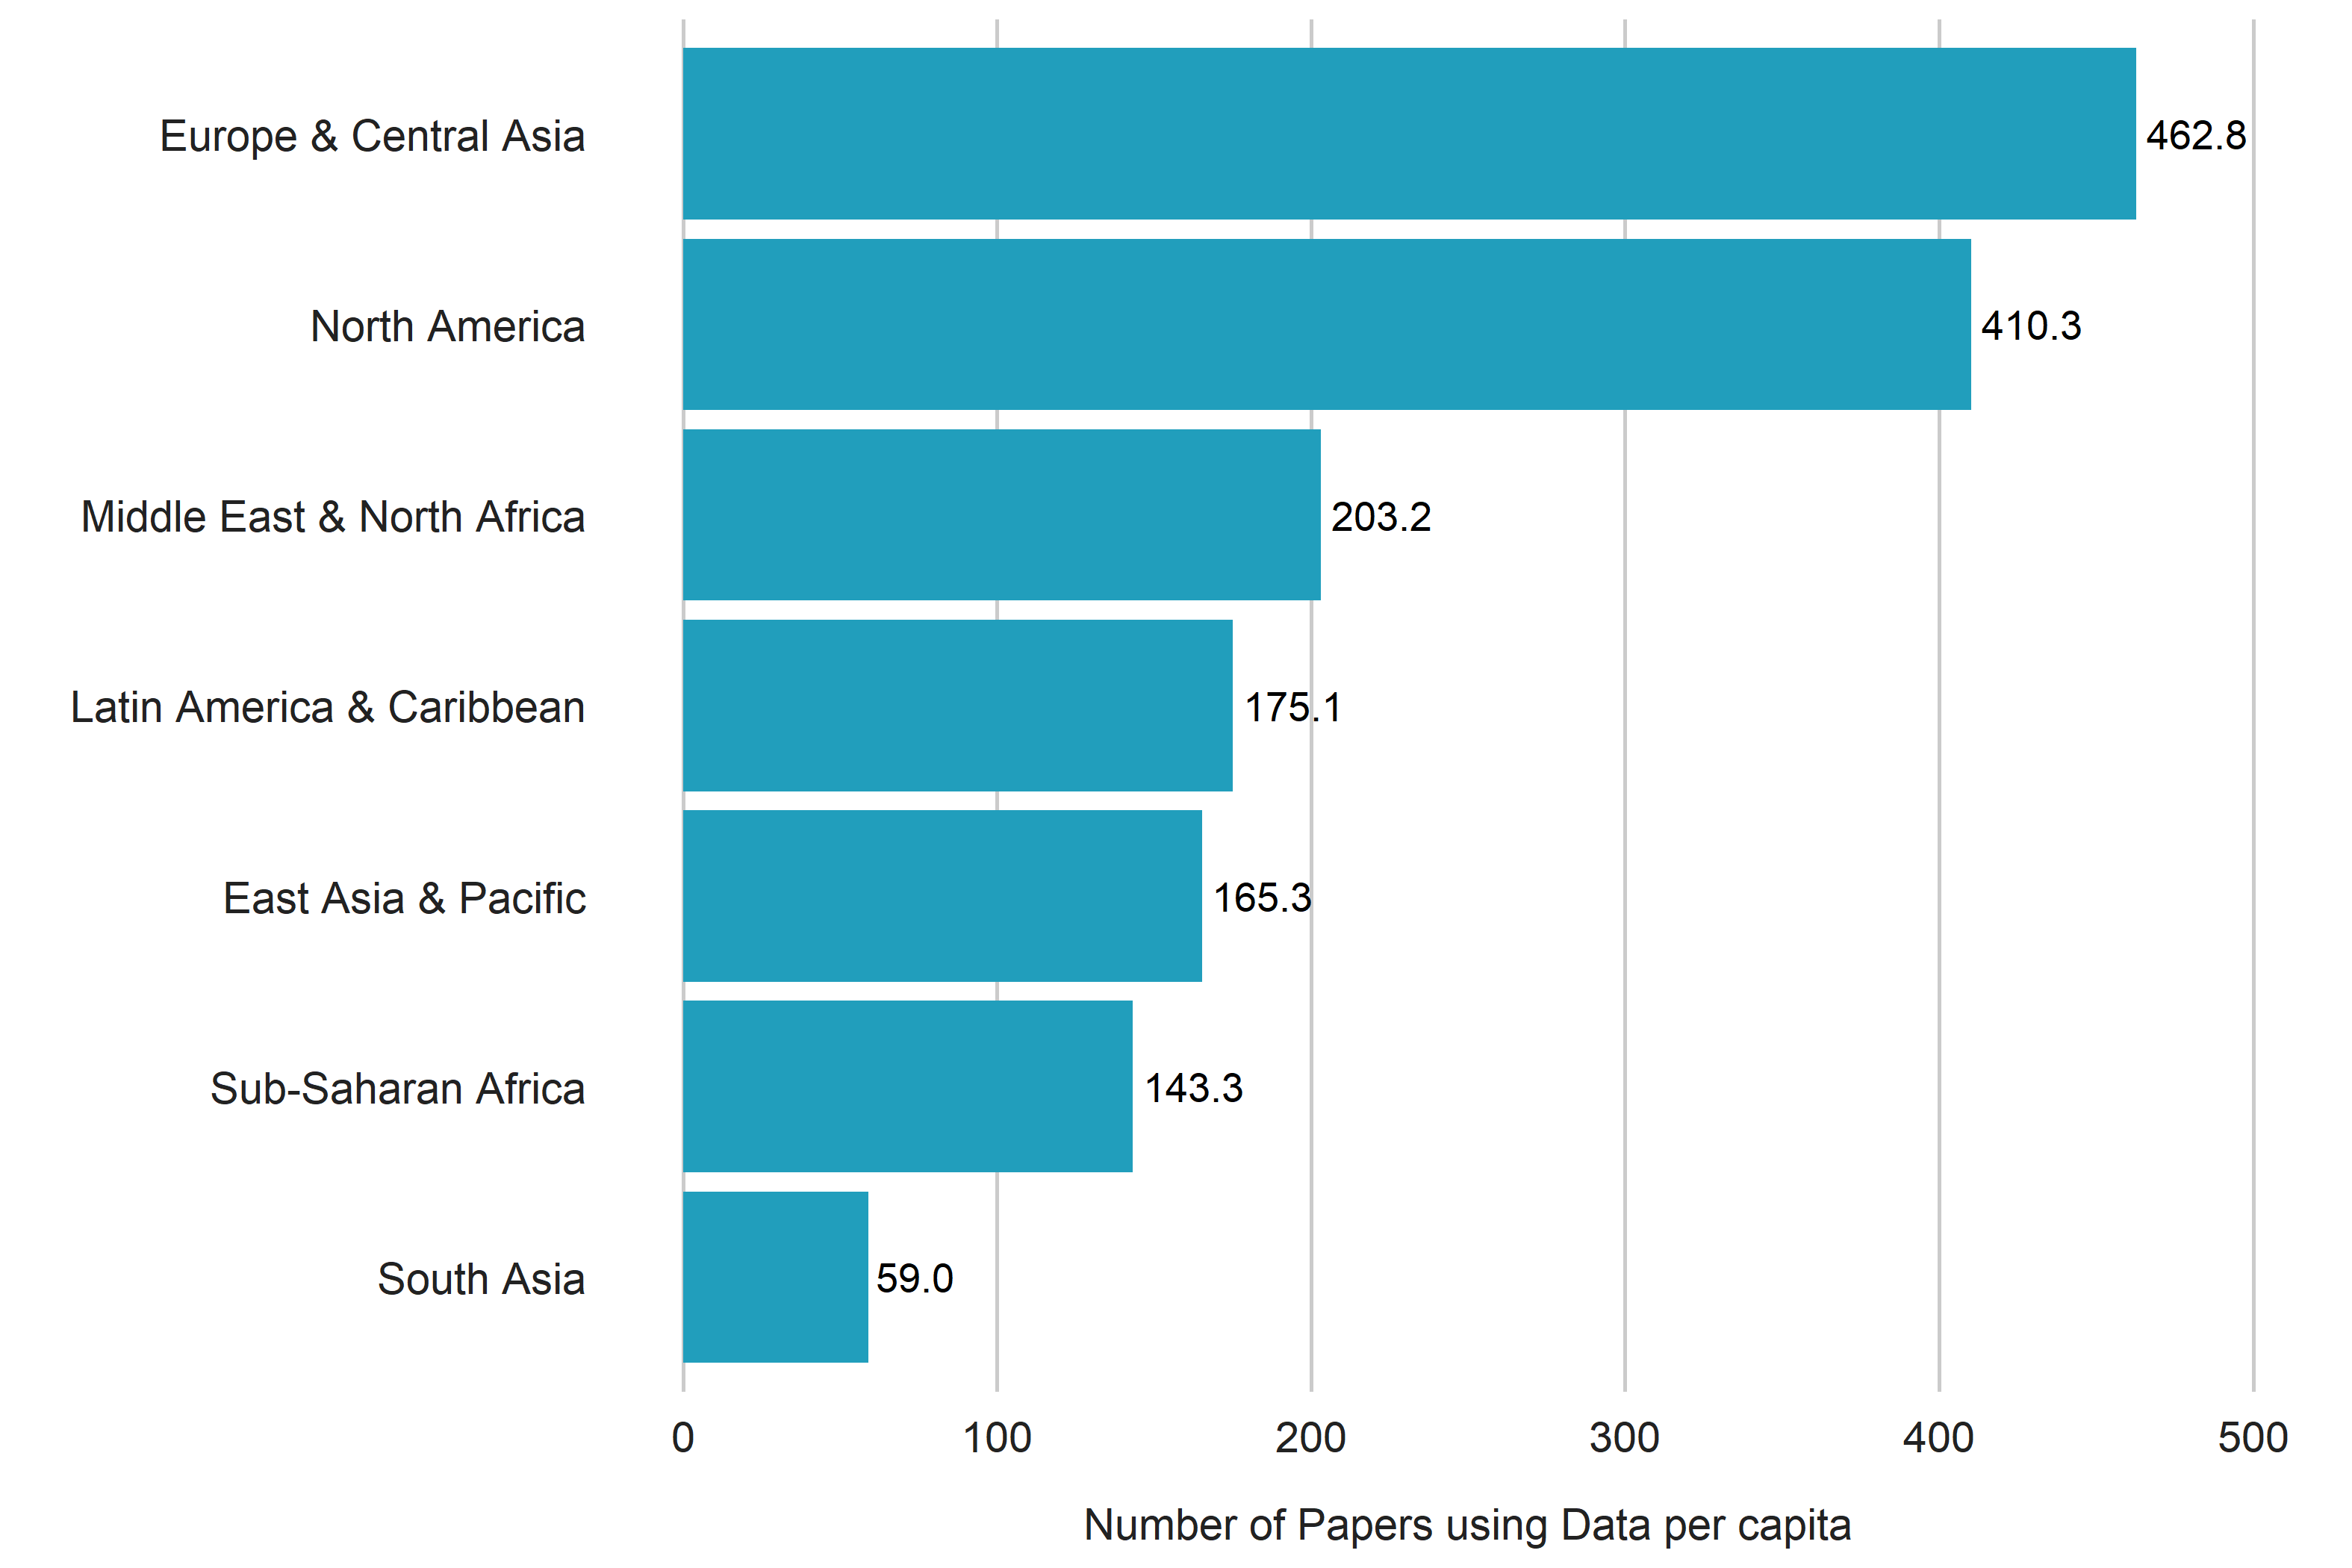 Europe & Central Asia
462.8
North America
410.3
Middle East & North Africa
203.2
Latin America & Caribbean
175.1
East Asia & Pacific
165.3
Sub-Saharan Africa
143.3
South Asia
59.0
0 100 200 300 400 500
Number of Papers using Data per capita